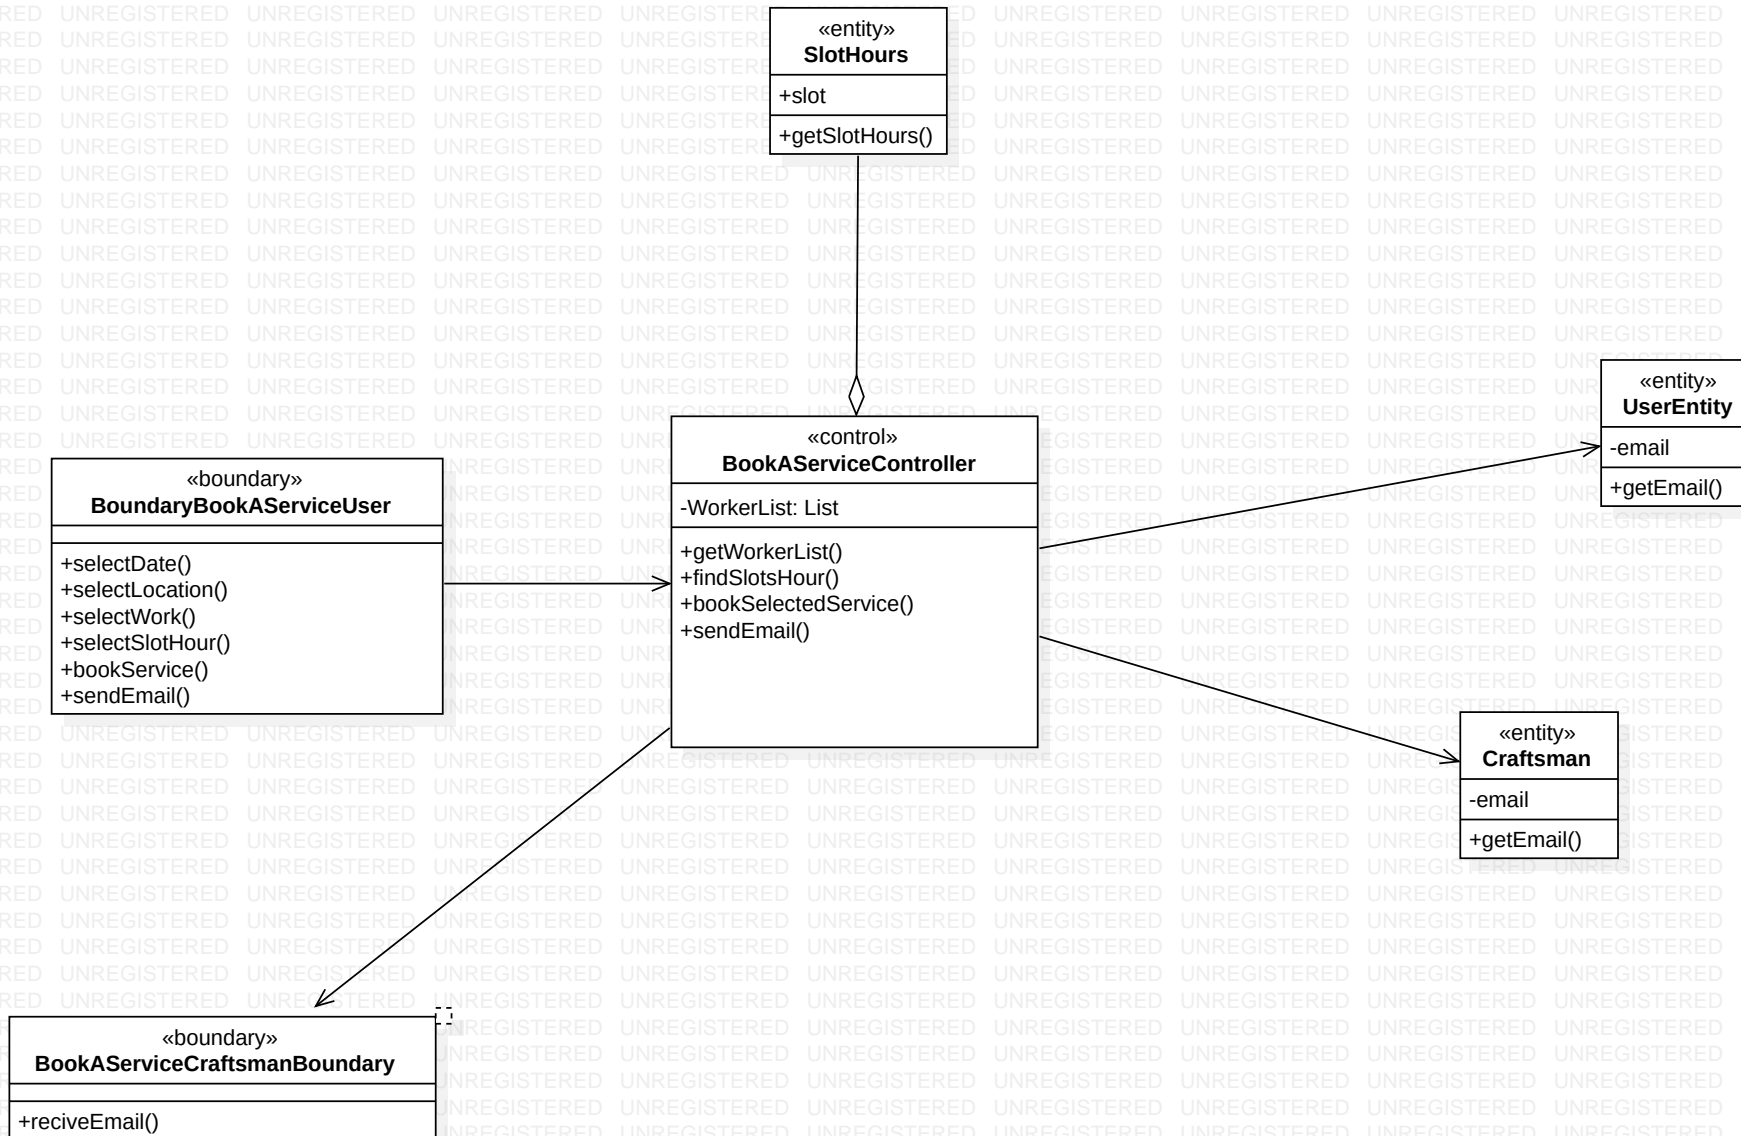 «entity»
SlotHours
+slot
+getSlotHours()
«entity»
UserEntity
-email
+getEmail()
«control»
BookAServiceController
-WorkerList: List
+getWorkerList()
+findSlotsHour()
+bookSelectedService()
+sendEmail()
«boundary»
BoundaryBookAServiceUser
+selectDate()
+selectLocation()
+selectWork()
+selectSlotHour()
+bookService()
+sendEmail()
«entity»
Craftsman
-email
+getEmail()
«boundary»
BookAServiceCraftsmanBoundary
+reciveEmail()
UNREGISTERED